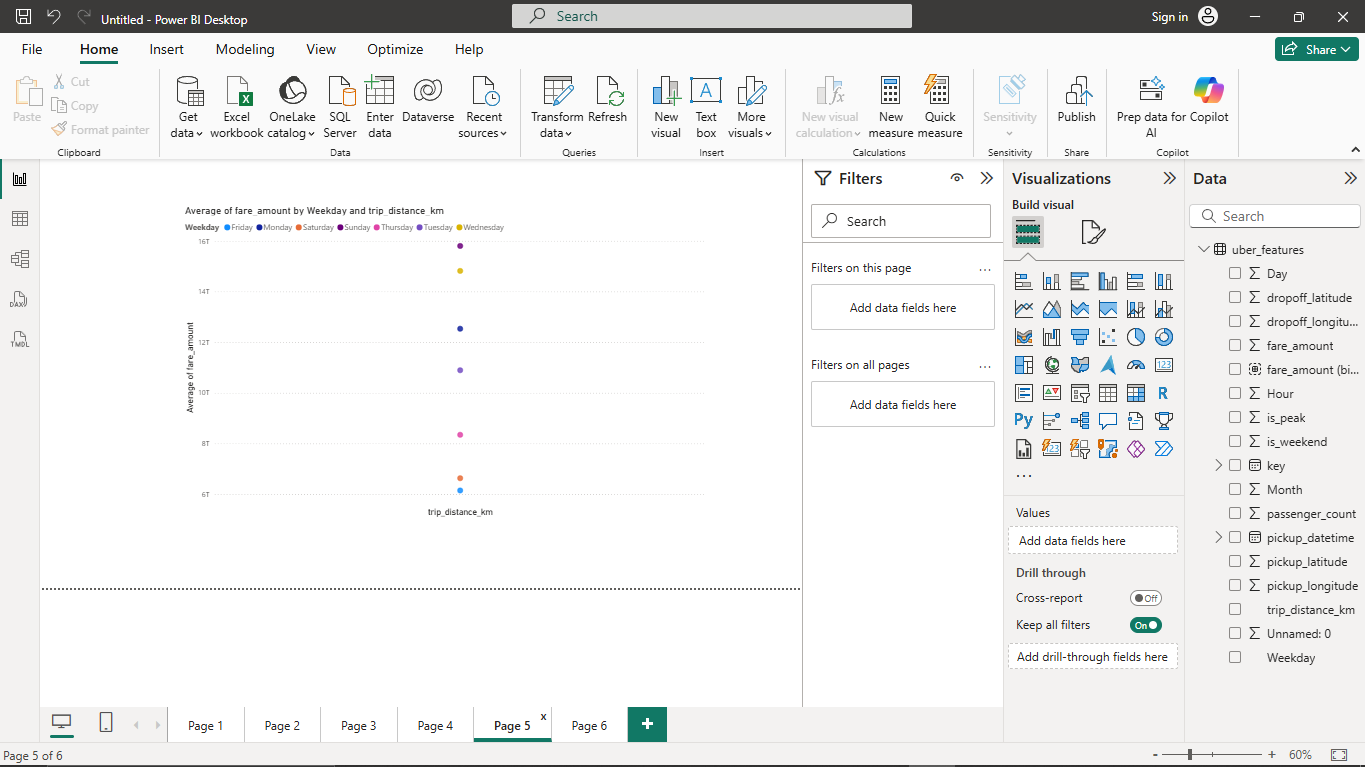 Untitled - Power BI Desktop
Search
Sign in
File Home Insert Modeling View Optimize Help
Share
Paste
Cut
Copy
Format painter
Clipboard
Get data
Excel workbook
OneLake catalog
SQL Server
Enter data
Dataverse
Recent sources
Data
Transform data
Refresh
Queries
New visual
Text box
More visuals
Insert
New visual calculation
New measure
Quick measure
Calculations
Sensitivity
Sensitivity
Publish
Share
Prep data for AI
Copilot
Copilot
DAX
TMDL
Average of fare_amount by Weekday and trip_distance_km
Weekday Friday Monday Saturday Sunday Thursday Tuesday Wednesday
16T
14T
12T
10T
8T
6T
Average of fare_amount
trip_distance_km
Filters
Search
Filters on this page ...
Add data fields here
Filters on all pages ...
Add data fields here
Visualizations
Build visual
123
R
Py
123
...
Values
Add data fields here
Drill through
Cross-report Off
Keep all filters On
Add drill-through fields here
Data
Search
uber_features
Day
dropoff_latitude
dropoff_longitu...
fare_amount
fare_amount (bi...
Hour
is_peak
is_weekend
key
Month
passenger_count
pickup_datetime
pickup_latitude
pickup_longitude
trip_distance_km
Unnamed: 0
Weekday
Page 1 Page 2 Page 3 Page 4 Page 5 x Page 6 +
Page 5 of 6
- + 60%